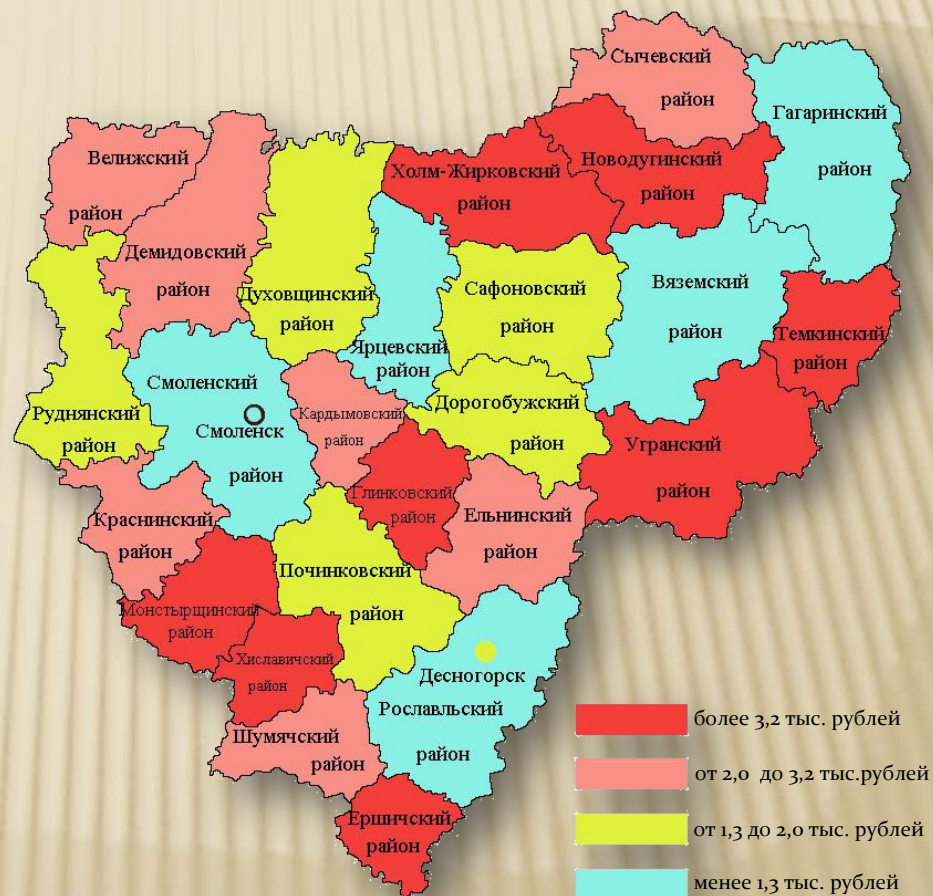 Сычевский
район
Гагаринский
район
Велижский
район
Холм-Жирковский
район
Новодугинский
район
Демидовский
район
Духовщинский
район
Сафоновский
район
Вяземский
район
Темкинский
район
Ярцевский
район
Смоленский
Смоленск
район
Руднянский
район
Кардымовский
район
Дорогобужский
район
Угранский
район
Глинковский
район
Ельнинский
район
Краснинский
район
Починковский
район
Монстырщинский
район
Хиславичский
район
Десногорск
Рославльский
район
Шумячский
район
Ершичский
район
более 3,2 тыс. рублей
от 2,0 до 3,2 тыс.рублей
от 1,3 до 2,0 тыс. рублей
менее 1,3 тыс. рублей